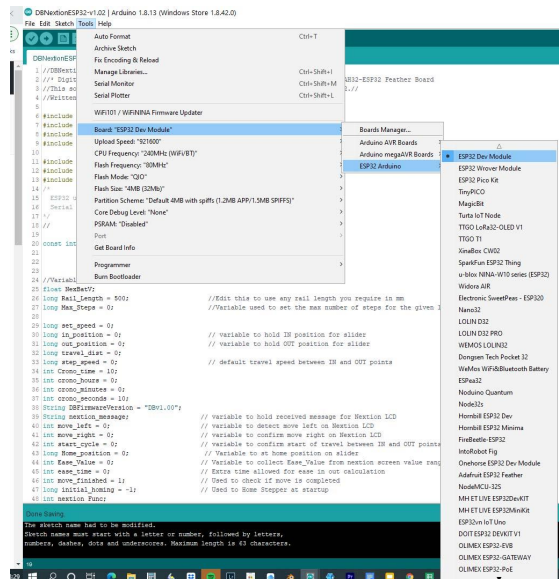 DBNextionESP32-v1.02 | Arduino 1.8.13 (Windows Store 1.8.42.0)
File Edit Sketch Tools Help
DBNextionESP
Auto Format Ctrl+T
Archive Sketch
Fix Encoding & Reload
Manage Libraries... Ctrl+Shift+I
Serial Monitor Ctrl+Shift+M
Serial Plotter Ctrl+Shift+L
WiFi101 / WiFiNINA Firmware Updater
Board: "ESP32 Dev Module"
Upload Speed: "921600"
CPU Frequency: "240MHz (WiFi/BT)"
Flash Frequency: "80MHz"
Flash Mode: "QIO"
Flash Size: "4MB (32Mb)"
Partition Scheme: "Default 4MB with spiffs (1.2MB APP/1.5MB SPIFFS)"
Core Debug Level: "None"
PSRAM: "Disabled"
Port
Get Board Info
Programmer
Burn Bootloader
Boards Manager...
Arduino AVR Boards
Arduino megaAVR Boards
ESP32 Arduino
ESP32 Dev Module
ESP32 Wrover Module
ESP32 Pico Kit
TinyPICO
MagicBit
Turta IoT Node
TTGO LoRa32-OLED V1
TTGO T1
XinaBox CW02
SparkFun ESP32 Thing
u-blox NINA-W10 series (ESP32)
Widora AIR
Electronic SweetPeas - ESP320
Nano32
LOLIN D32
LOLIN D32 PRO
WEMOS LOLIN32
Dongsen Tech Pocket 32
WeMos WiFi&Bluetooth Battery
ESPea32
Noduino Quantum
Node32s
Hornbill ESP32 Dev
Hornbill ESP32 Minima
FireBeetle-ESP32
IntoRobot Fig
Onehorse ESP32 Dev Module
Adafruit ESP32 Feather
NodeMCU-32S
MH ET LIVE ESP32DevKIT
MH ET LIVE ESP32MiniKit
ESP32vn IoT Uno
DOIT ESP32 DEVKIT V1
OLIMEX ESP32-EVB
OLIMEX ESP32-GATEWAY
OLIMEX ESP32-PoE
1 //DBNexti
2 //* Digit AH32-ESP32 Feather Board
3 //This so l.//
4 //Written
5
6 #include
7 #include
8 #include
9 #include
10
11 #include
12 #include
13 #include
14 /*
15 ESP32 u
16 Serial
17 */
18 //
19
20 const int
21
22
23
24 //Variabl
25 float NexBatV;
26 long Rail_Length = 500; //Edit this to use any rail length you require in mm
27 long Max_Steps = 0; //Variable used to set the max number of steps for the given l
28
29 long set_speed = 0;
30 long in_position = 0; // variable to hold IN position for slider
31 long out_position = 0; // variable to hold OUT position for slider
32 long travel_dist = 0;
33 long step_speed = 0; // default travel speed between IN and OUT points
34 int Crono_time = 10;
35 int crono_hours = 0;
36 int crono_minutes = 0;
37 int crono_seconds = 10;
38 String DBFirmwareVersion = "DBv1.00";
39 String nextion_message; // variable to hold received message for Nextion LCD
40 int move_left = 0; // variable to detect move left on Nextion LCD
41 int move_right = 0; // variable to confirm move right on Nextion LCD
42 int start_cycle = 0; // variable to confirm start of travel between IN and OUT points
43 long Home_position = 0; // Variable to st home position on slider
44 int Ease_Value = 0; // Variable to collect Ease_Value from nextion screen value rang
45 int ease_time = 0; // Extra time allowed for ease in out calculation
46 int move_finished = 1; // Used to check if move is completed
47 long initial_homing = -1; // Used to Home Stepper at startup
48 int nextion_Func;
Done Saving.
The sketch name had to be modified.
Sketch names must start with a letter or number, followed by letters,
numbers, dashes, dots and underscores. Maximum length is 63 characters.
19